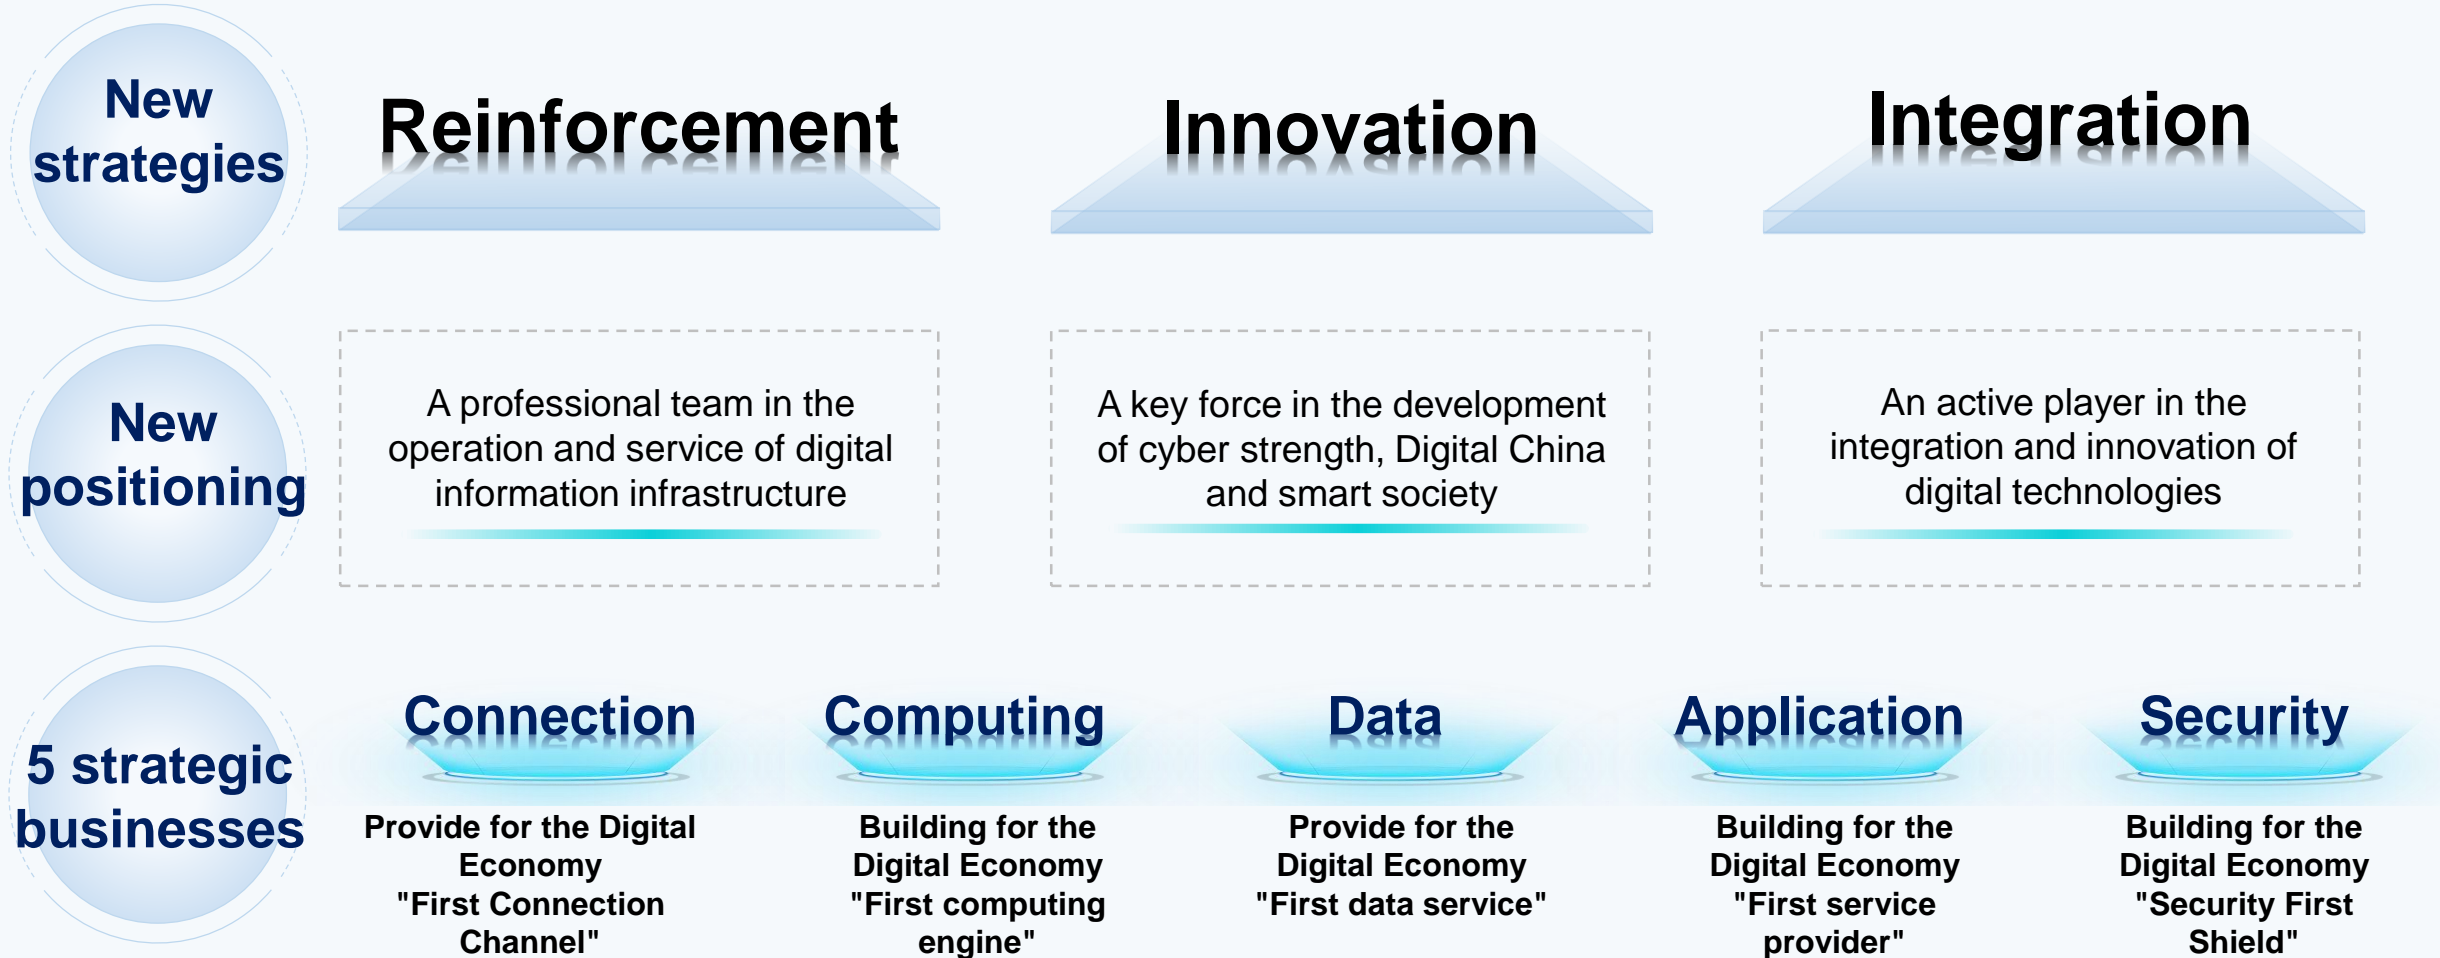 New
strategies
Reinforcement
Innovation
Integration
New
positioning
A professional team in the
operation and service of digital
information infrastructure
A key force in the development
of cyber strength, Digital China
and smart society
An active player in the
integration and innovation of
digital technologies
5 strategic
businesses
Connection
Provide for the Digital
Economy
"First Connection
Channel"
Computing
Building for the
Digital Economy
"First computing
engine"
Data
Provide for the
Digital Economy
"First data service"
Application
Building for the
Digital Economy
"First service
provider"
Security
Building for the
Digital Economy
"Security First
Shield"